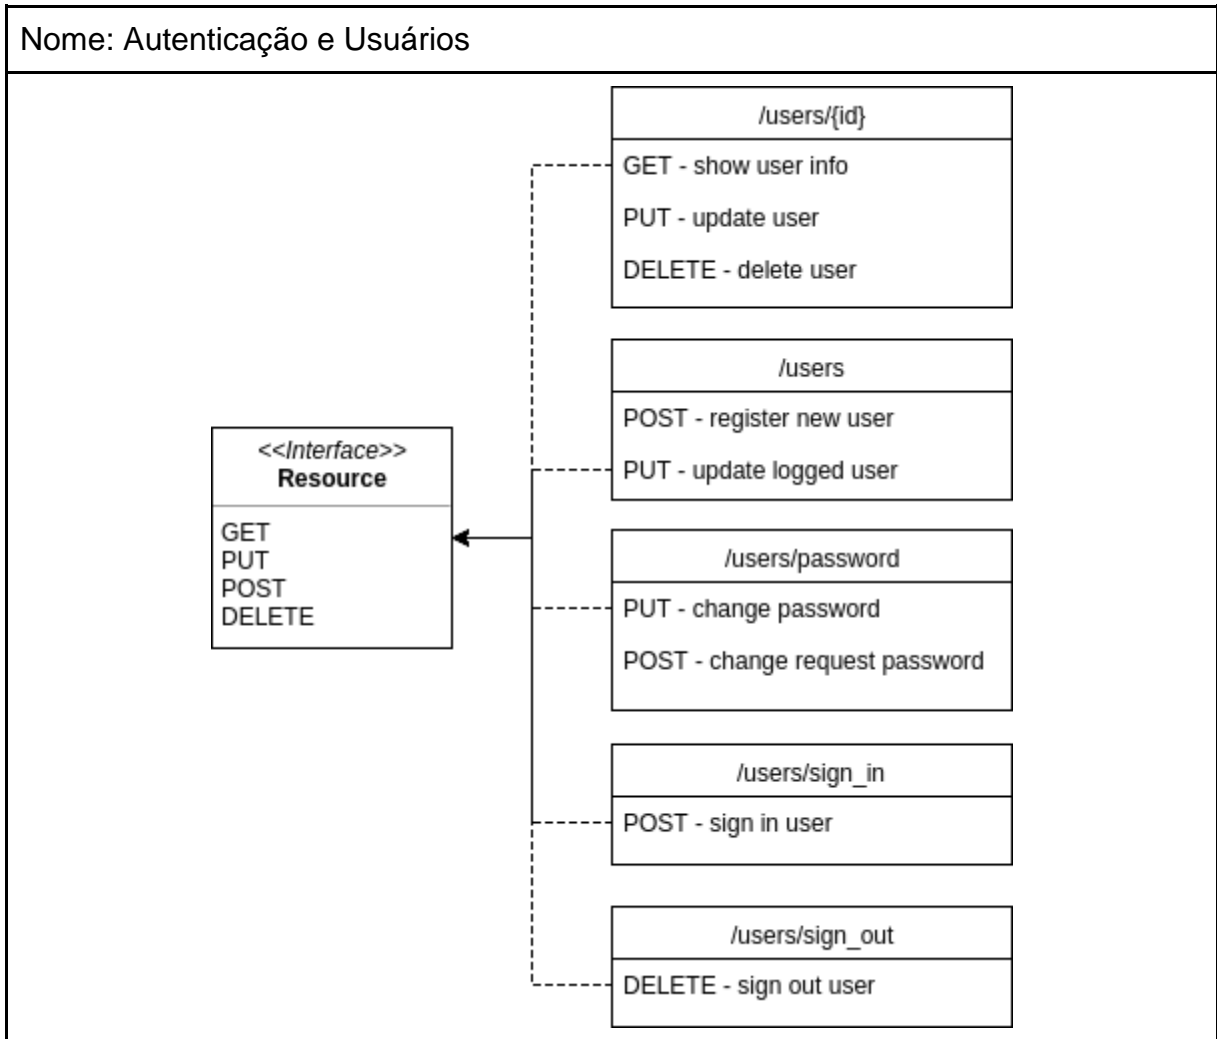 Nome: Autenticação e Usuários
/users/{id}
GET - show user info
PUT - update user
DELETE - delete user
/users
POST - register new user
PUT - update logged user
<<Interface>>
Resource
GET
PUT
POST
DELETE
/users/password
PUT - change password
POST - change request password
/users/sign_in
POST - sign in user
/users/sign_out
DELETE - sign out user